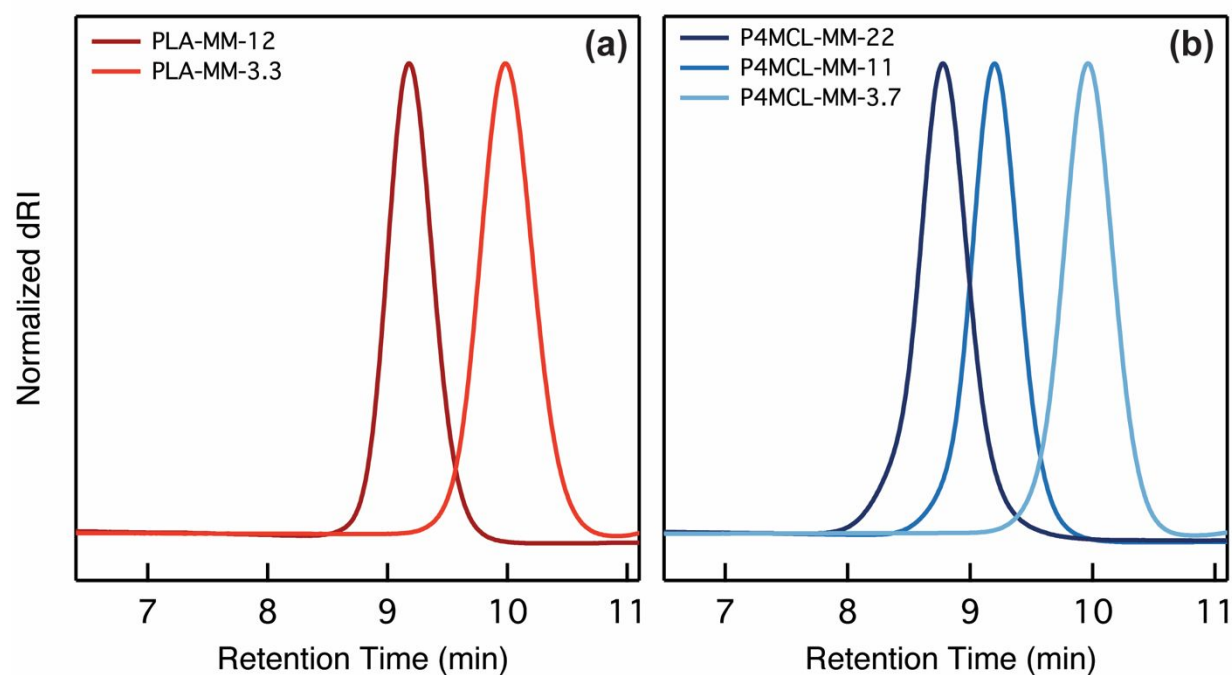 PLA-MM-12
PLA-MM-3.3
(a)
P4MCL-MM-22
P4MCL-MM-11
P4MCL-MM-3.7
(b)
Normalized dRI
7 8 9 10 11
7 8 9 10 11
Retention Time (min)
Retention Time (min)